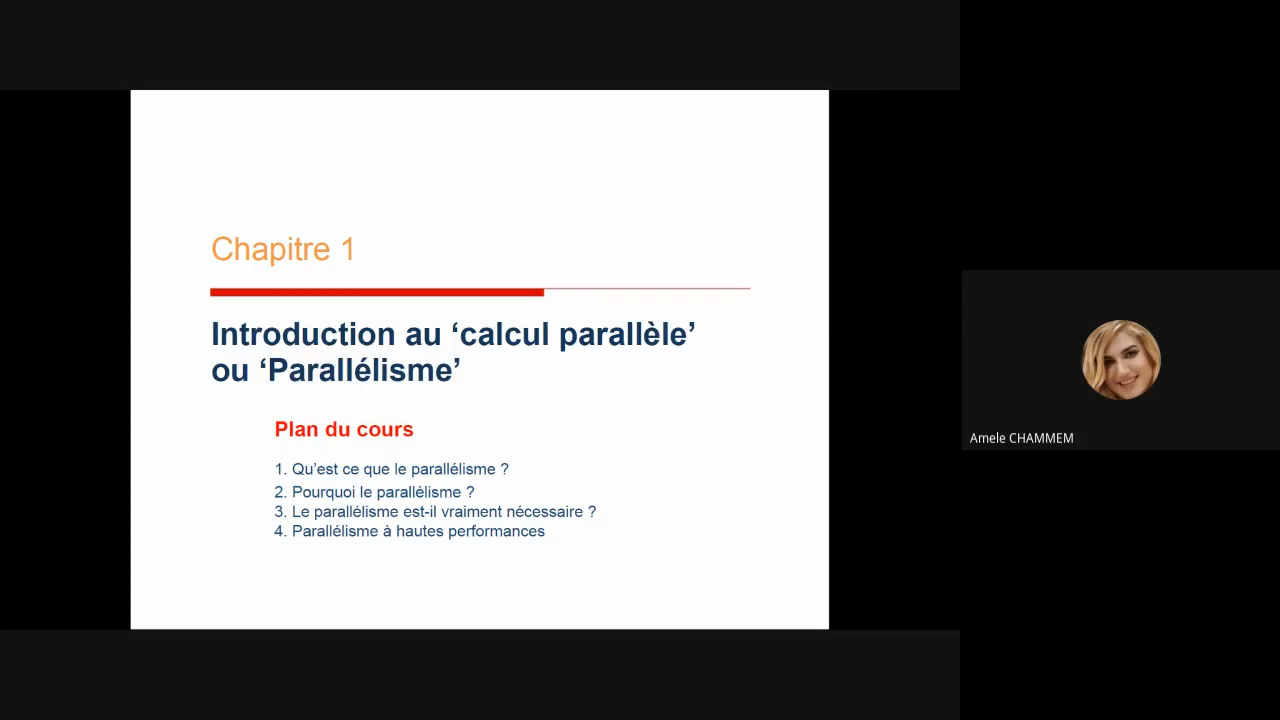 Chapitre 1
Introduction au ‘calcul parallèle’
ou ‘Parallélisme’
Plan du cours
1. Qu’est ce que le parallélisme ?
2. Pourquoi le parallélisme ?
3. Le parallélisme est-il vraiment nécessaire ?
4. Parallélisme à hautes performances
Amele CHAMMEM